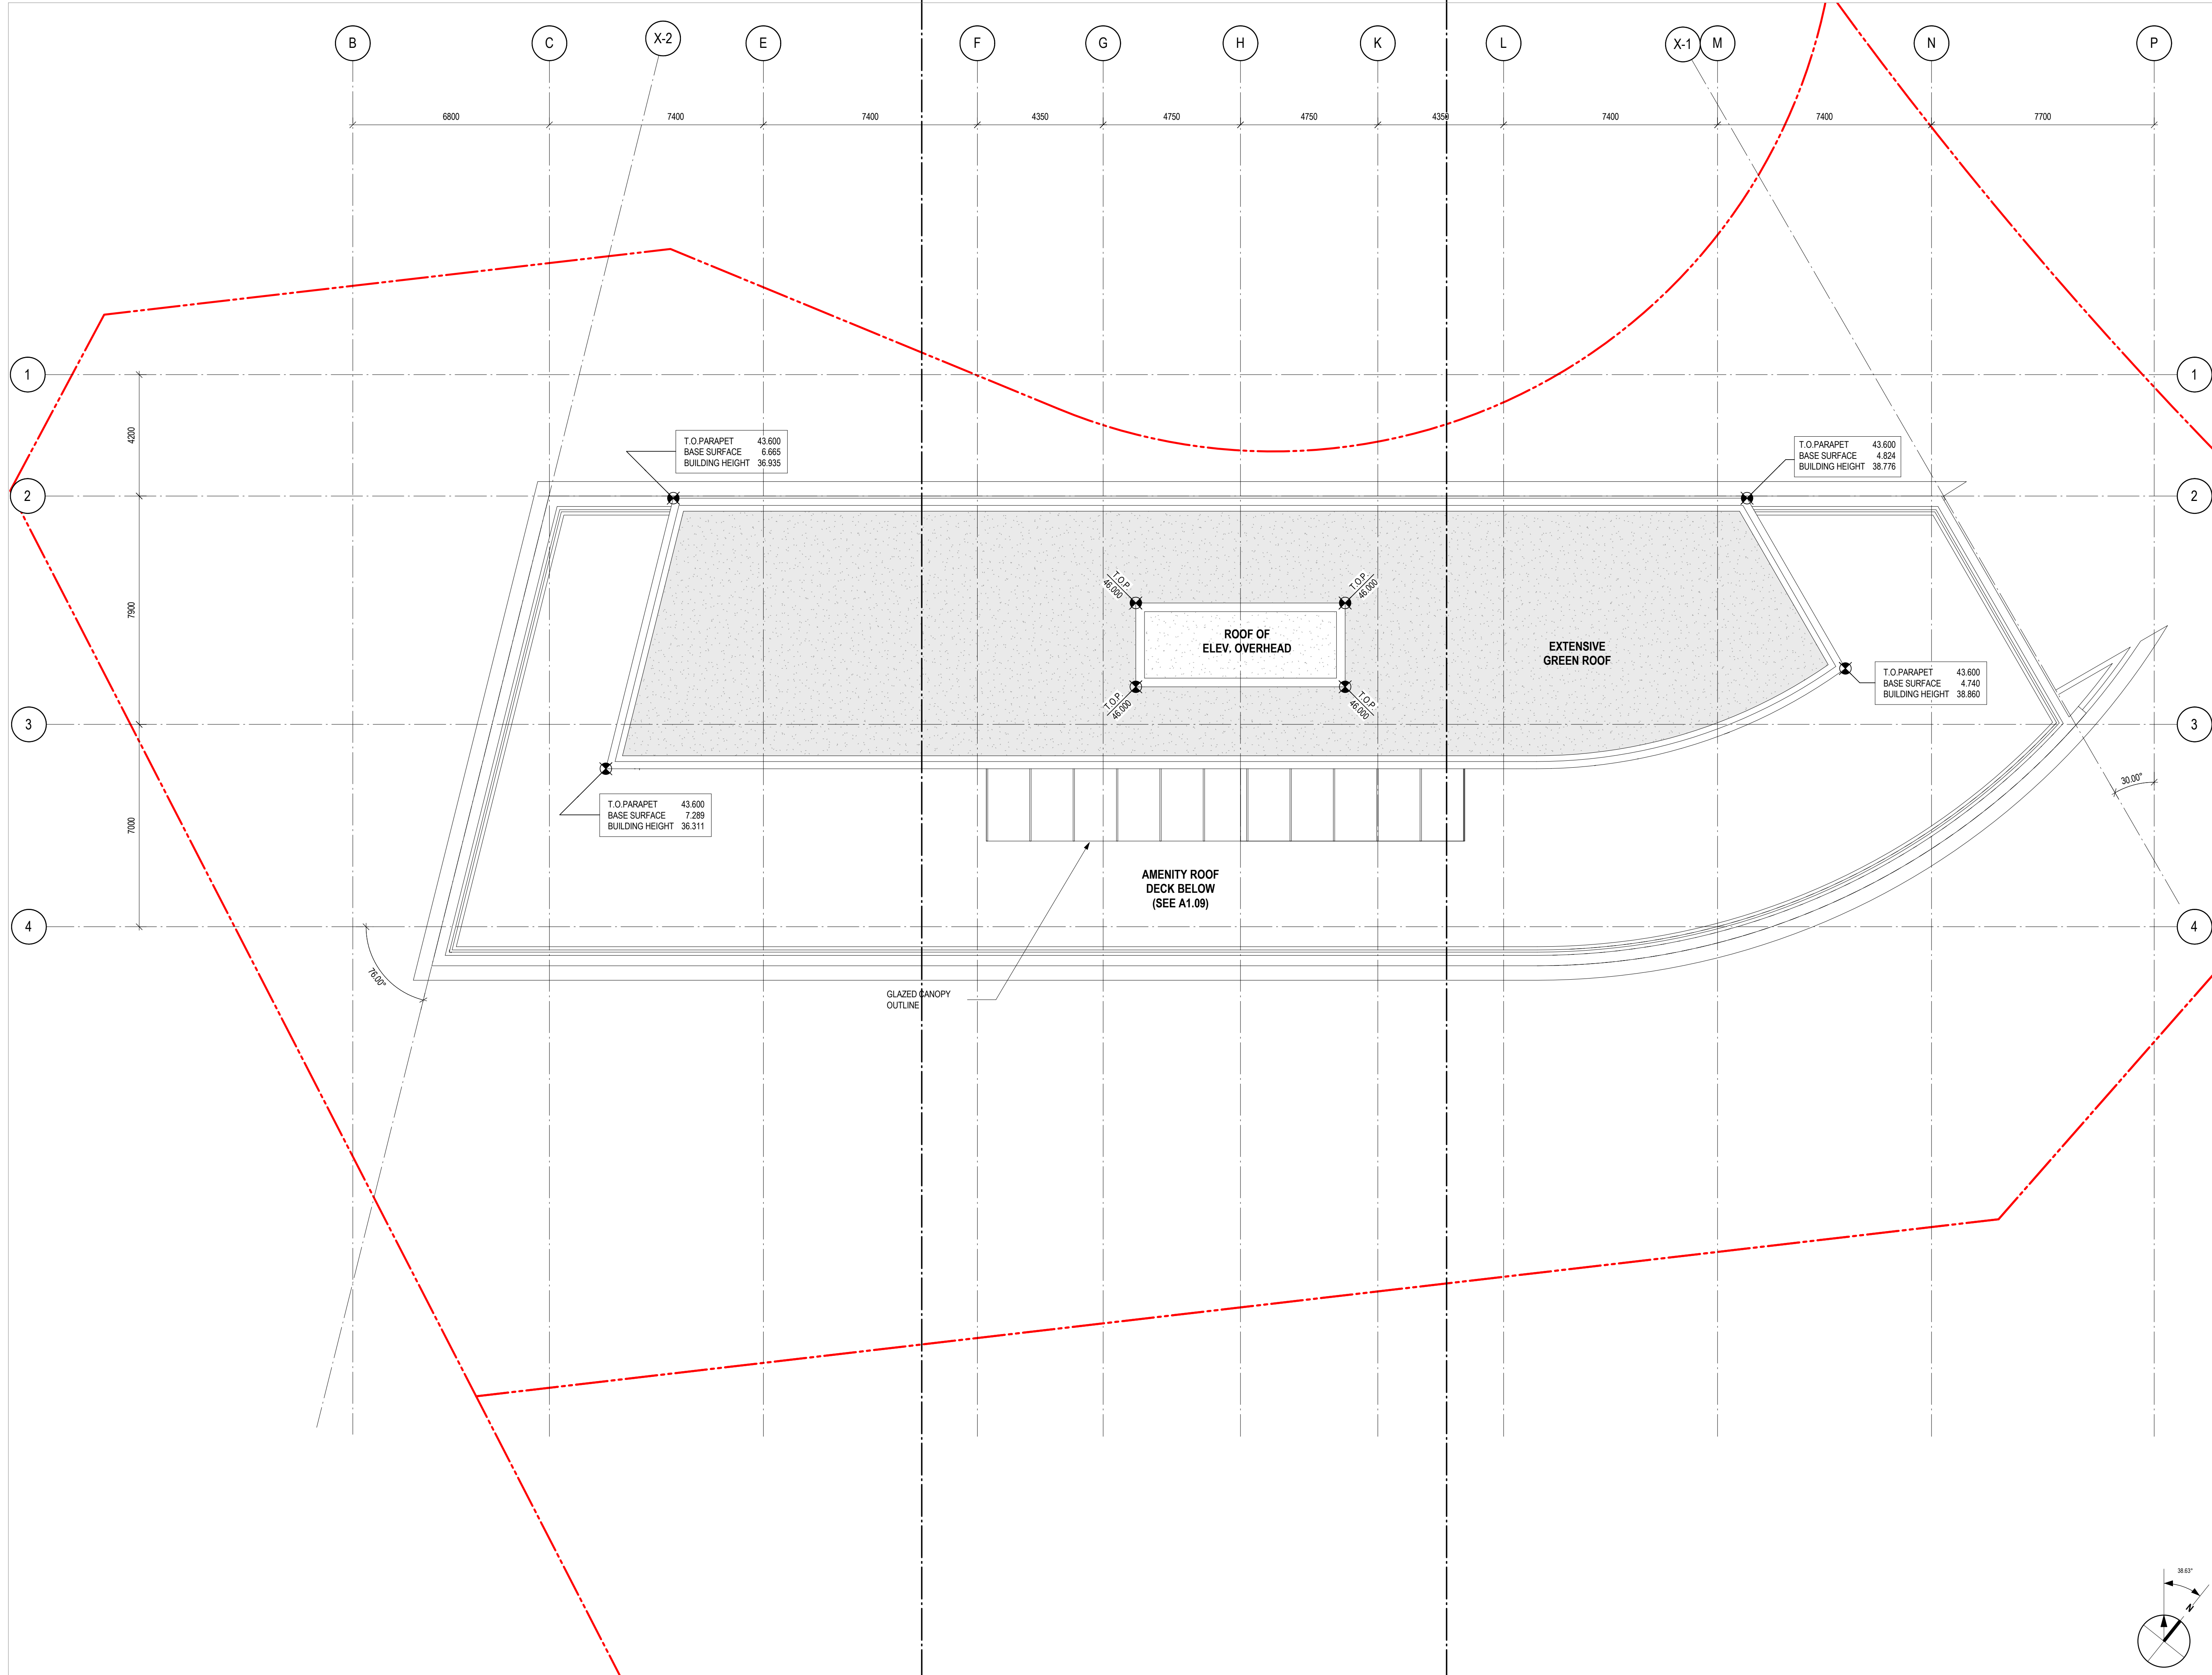 B
C
X-2
E
F
G
H
K
L
X-1
M
N
P
6800
7400
7400
4350
4750
4750
4350
7400
7400
7700
1
1
4200
T.O.PARAPET 43.600
BASE SURFACE 6.665
BUILDING HEIGHT 36.935
T.O.PARAPET 43.600
BASE SURFACE 4.824
BUILDING HEIGHT 38.776
2
2
7900
T.O.P.
46.000
T.O.P.
46.000
ROOF OF
ELEV. OVERHEAD
EXTENSIVE
GREEN ROOF
T.O.P.
46.000
T.O.P.
46.000
T.O.PARAPET 43.600
BASE SURFACE 4.740
BUILDING HEIGHT 38.860
3
3
30.00°
T.O.PARAPET 43.600
BASE SURFACE 7.289
BUILDING HEIGHT 36.311
7000
AMENITY ROOF
DECK BELOW
(SEE A1.09)
4
4
76.00°
GLAZED CANOPY
OUTLINE
38.63°
N